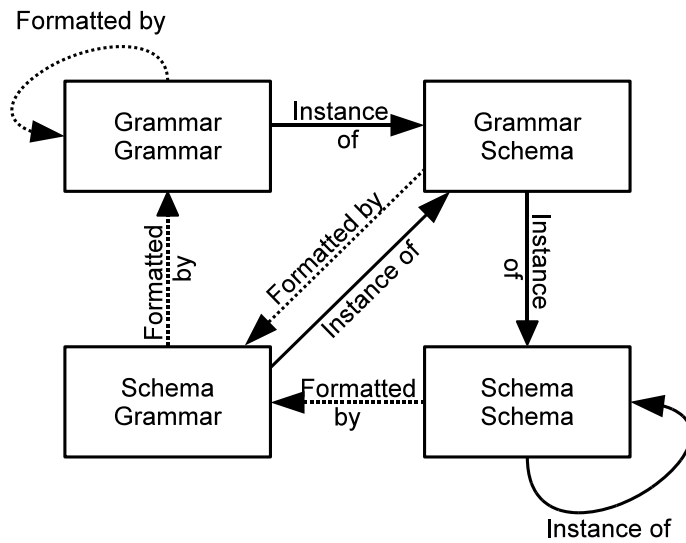 Formatted by
Grammar
Grammar
Instance
of
Grammar
Schema
Formatted
by
Formatted by
Instance of
Instance
of
Schema
Grammar
Formatted
by
Schema
Schema
Instance of